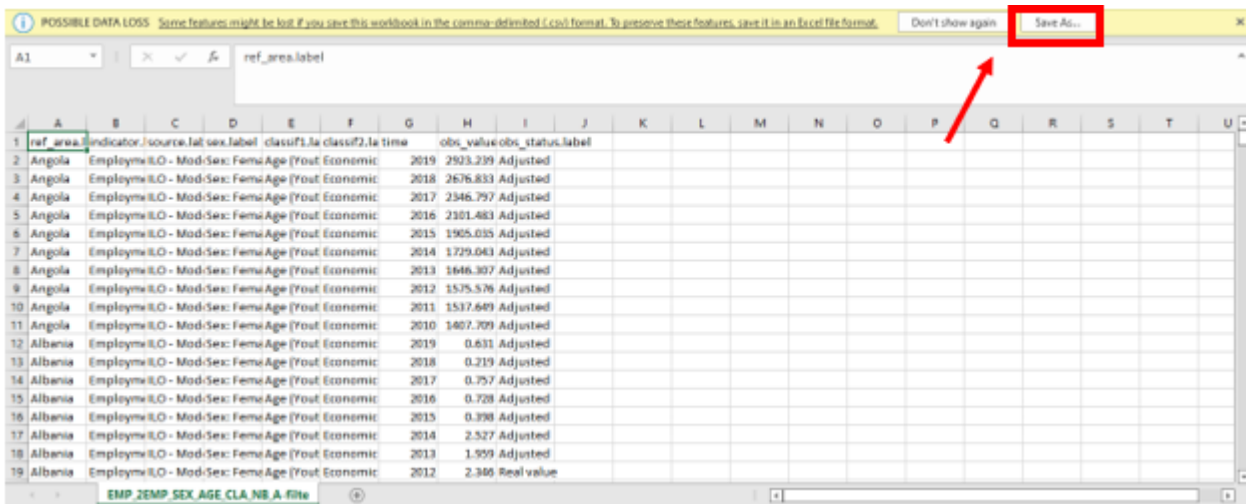 POSSIBLE DATA LOSS Some features might be lost if you save this workbook in the comma-delimited (.csv) format. To preserve these features, save it in an Excel file format. Don't show again Save As...
A1 fx ref_area.label
A B C D E F G H I J K L M N O P Q R S T U
1 ref_area.l indicator.l source.lab sex.label classif1.la classif2.la time obs_value obs_status.label
2 Angola Employme ILO - Mod Sex: Fema Age (Yout Economic 2019 2923.239 Adjusted
3 Angola Employme ILO - Mod Sex: Fema Age (Yout Economic 2018 2676.833 Adjusted
4 Angola Employme ILO - Mod Sex: Fema Age (Yout Economic 2017 2346.797 Adjusted
5 Angola Employme ILO - Mod Sex: Fema Age (Yout Economic 2016 2101.483 Adjusted
6 Angola Employme ILO - Mod Sex: Fema Age (Yout Economic 2015 1905.035 Adjusted
7 Angola Employme ILO - Mod Sex: Fema Age (Yout Economic 2014 1729.043 Adjusted
8 Angola Employme ILO - Mod Sex: Fema Age (Yout Economic 2013 1646.307 Adjusted
9 Angola Employme ILO - Mod Sex: Fema Age (Yout Economic 2012 1575.576 Adjusted
10 Angola Employme ILO - Mod Sex: Fema Age (Yout Economic 2011 1537.649 Adjusted
11 Angola Employme ILO - Mod Sex: Fema Age (Yout Economic 2010 1407.709 Adjusted
12 Albania Employme ILO - Mod Sex: Fema Age (Yout Economic 2019 0.631 Adjusted
13 Albania Employme ILO - Mod Sex: Fema Age (Yout Economic 2018 0.219 Adjusted
14 Albania Employme ILO - Mod Sex: Fema Age (Yout Economic 2017 0.757 Adjusted
15 Albania Employme ILO - Mod Sex: Fema Age (Yout Economic 2016 0.728 Adjusted
16 Albania Employme ILO - Mod Sex: Fema Age (Yout Economic 2015 0.398 Adjusted
17 Albania Employme ILO - Mod Sex: Fema Age (Yout Economic 2014 2.527 Adjusted
18 Albania Employme ILO - Mod Sex: Fema Age (Yout Economic 2013 1.959 Adjusted
19 Albania Employme ILO - Mod Sex: Fema Age (Yout Economic 2012 2.346 Real value
EMP_2EMP_SEX_AGE_CLA_NB_A-filte